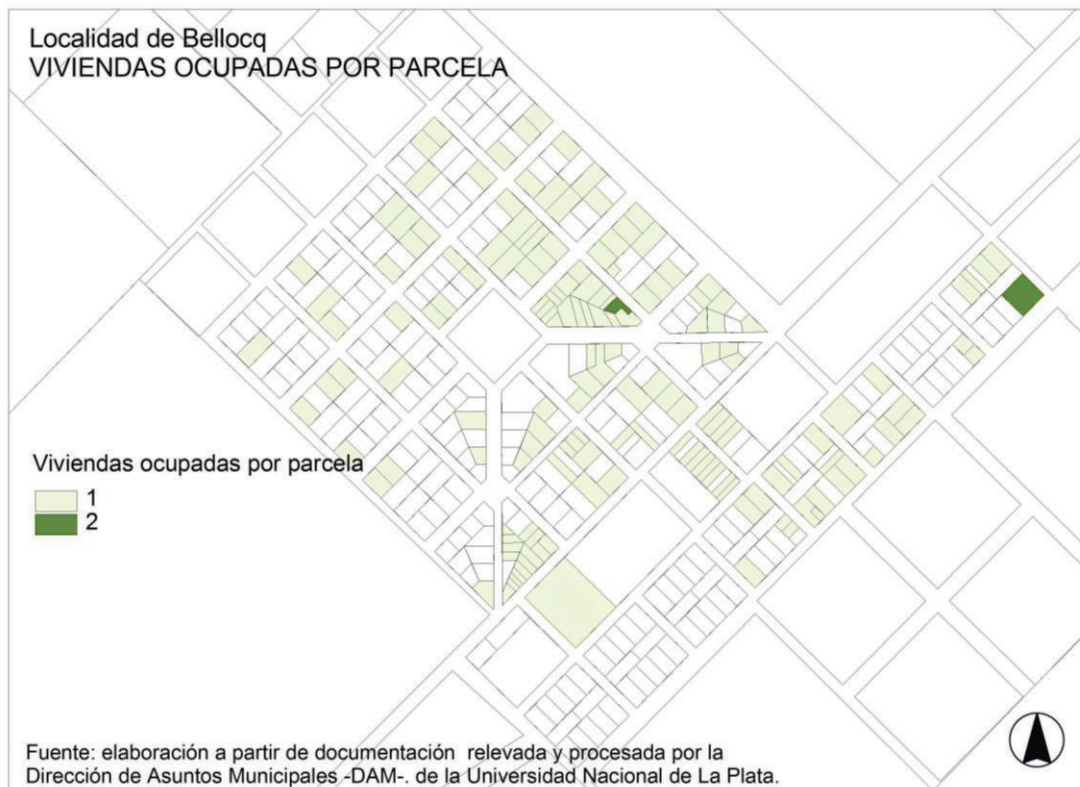 Localidad de Bellocq
VIVIENDAS OCUPADAS POR PARCELA
Viviendas ocupadas por parcela
1
2
Fuente: elaboración a partir de documentación relevada y procesada por la
Dirección de Asuntos Municipales -DAM-. de la Universidad Nacional de La Plata.